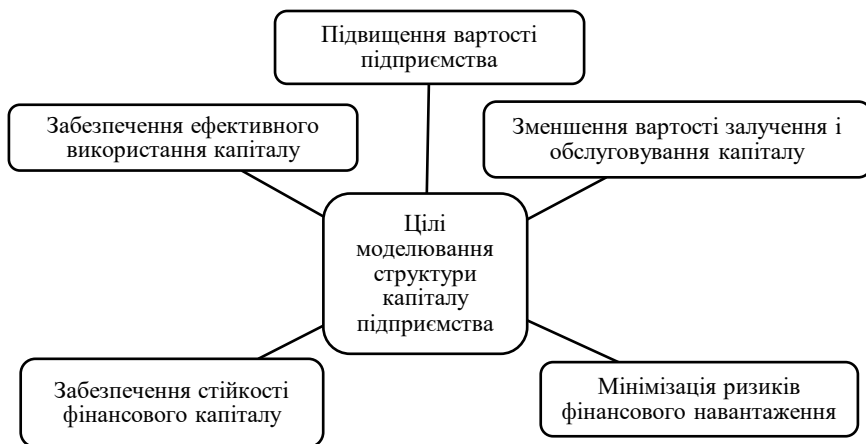 Підвищення вартості
підприємства
Забезпечення ефективного
використання капіталу
Зменшення вартості залучення і
обслуговування капіталу
Цілі
моделювання
структури
капіталу
підприємства
Забезпечення стійкості
фінансового капіталу
Мінімізація ризиків
фінансового навантаження